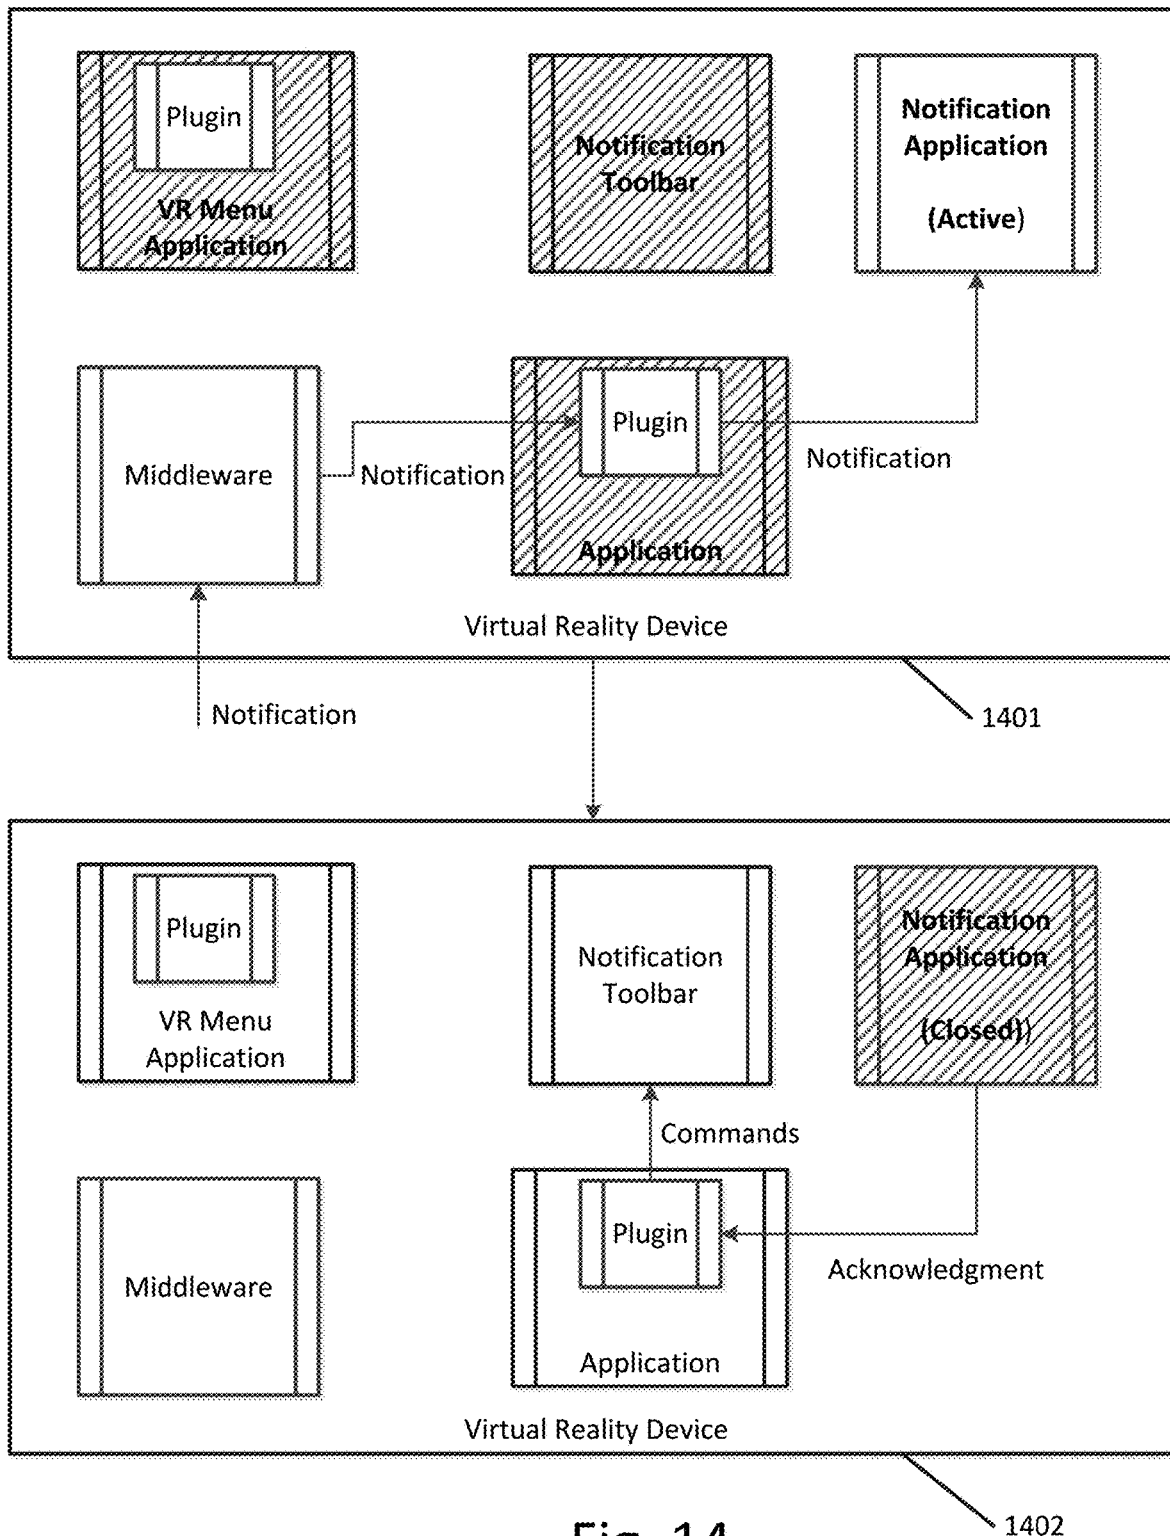 Plugin
VR Menu
Application
Notification
Toolbar
Notification
Application
(Active)
Middleware
Notification
Plugin
Application
Notification
Virtual Reality Device
Notification
1401
Plugin
VR Menu
Application
Notification
Toolbar
Notification
Application
(Closed))
Commands
Middleware
Plugin
Application
Acknowledgment
Virtual Reality Device
1402
Fig. 14